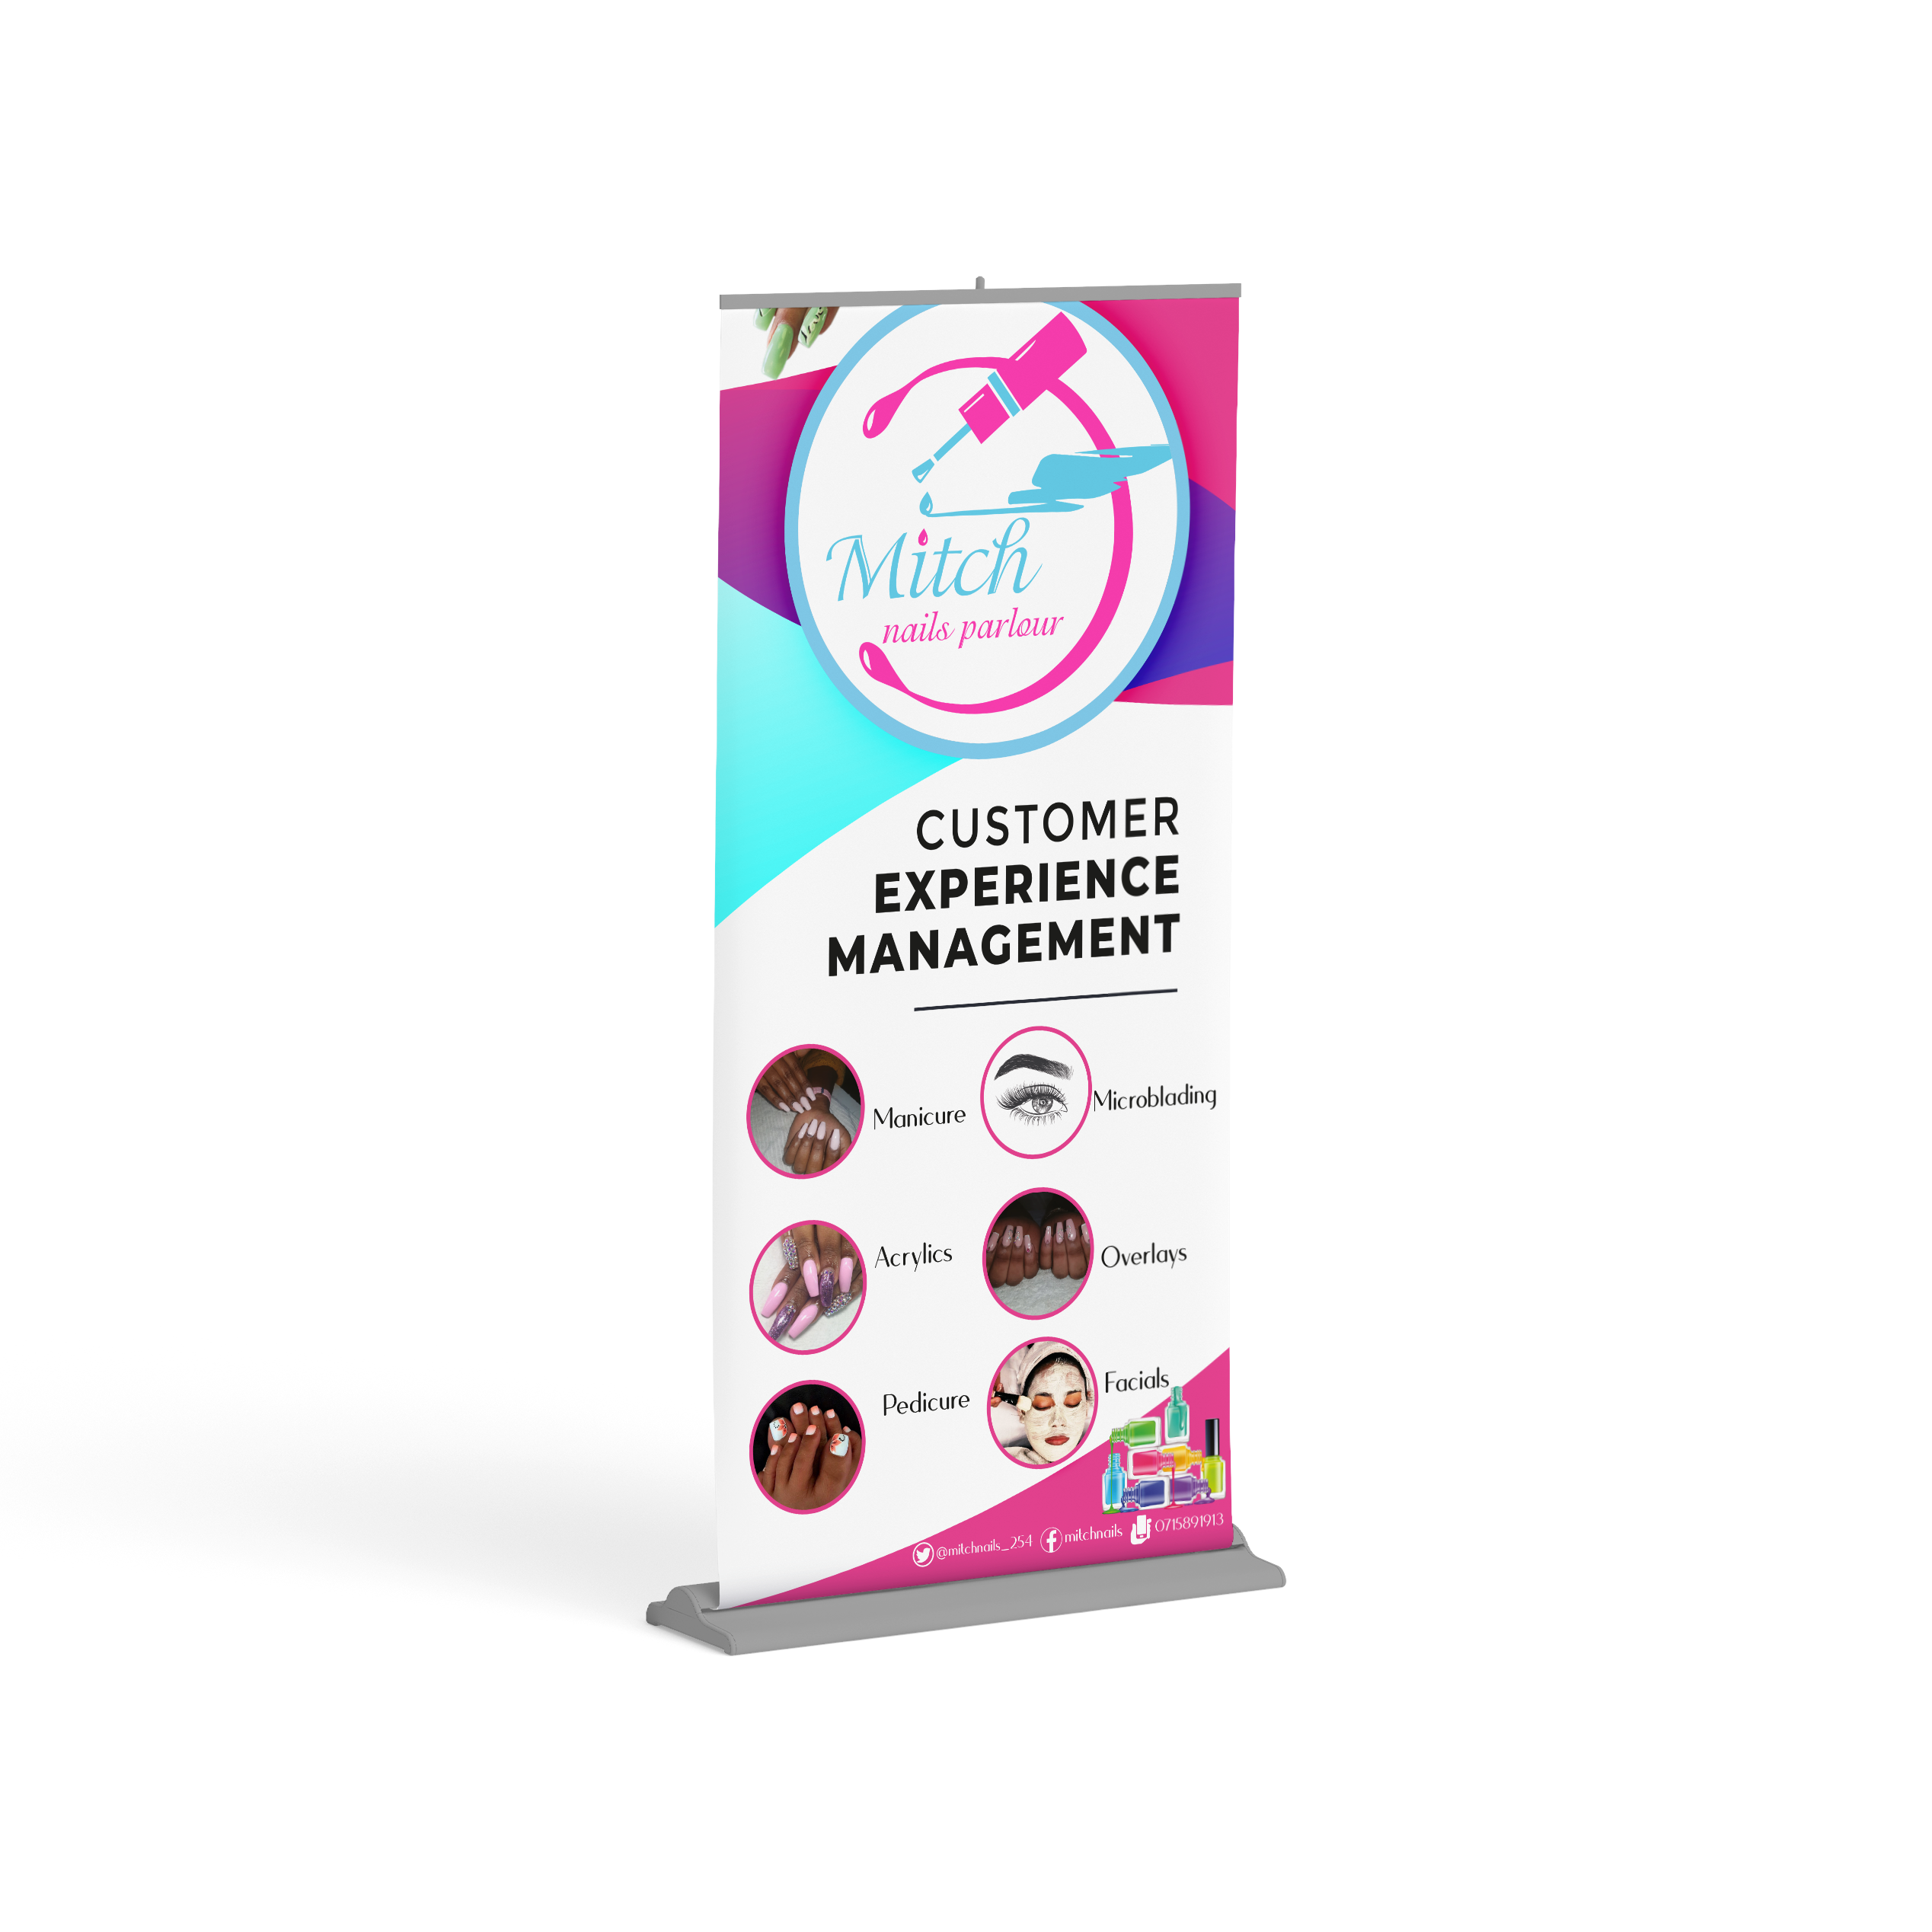 Mitch
nails parlour
CUSTOMER
EXPERIENCE
MANAGEMENT
Manicure
Microblading
Acrylics
Overlays
Pedicure
Facials
@mitchnails_254 mitchnails 0715891913